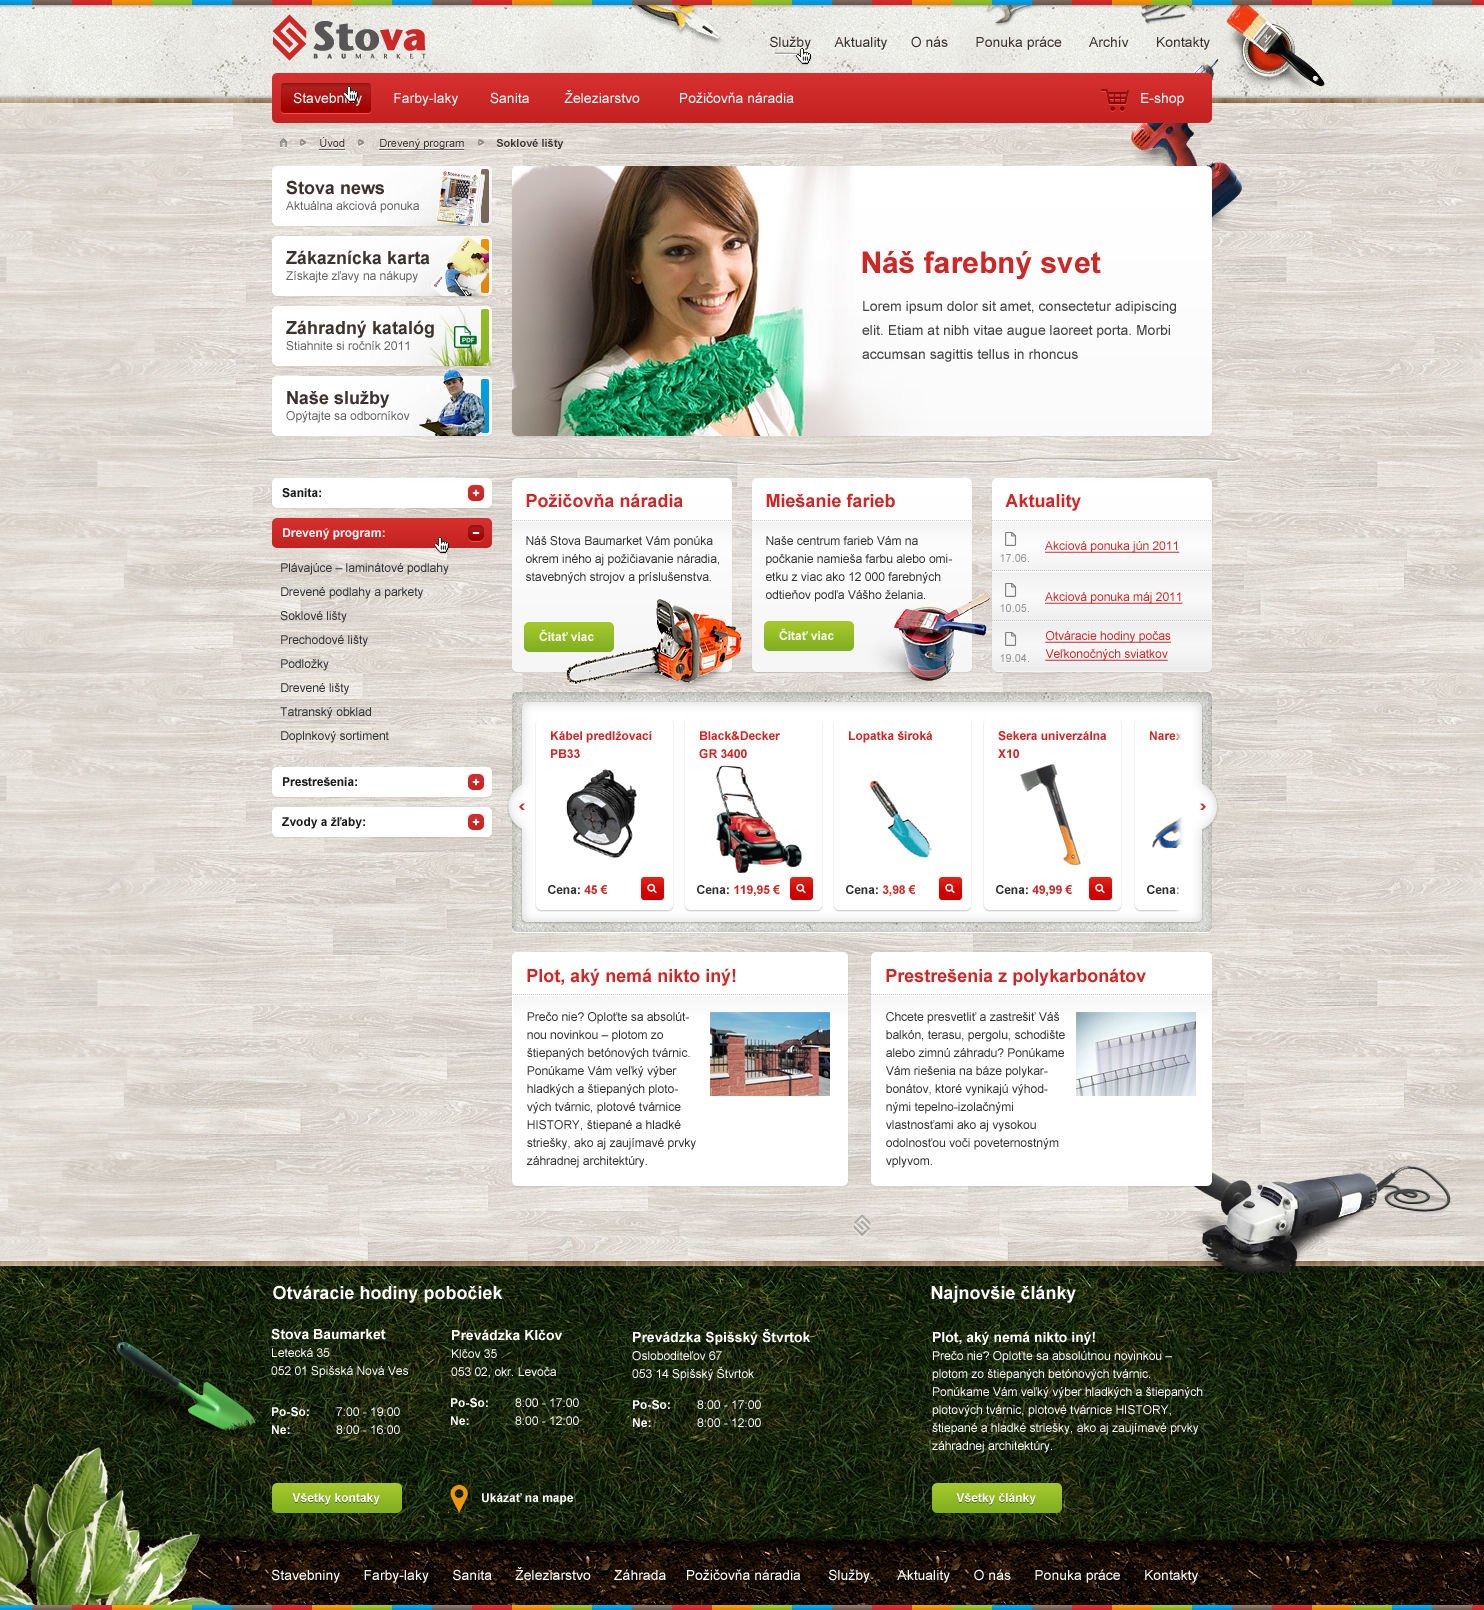 Stova
BAUMARKET
Služby Aktuality O nás Ponuka práce Archív Kontakty
Stavebniny Farby-laky Sanita Železiarstvo Požičovňa náradia E-shop
Úvod Drevený program Soklové lišty
Stova news
Aktuálna akciová ponuka
Zákaznícka karta
Získajte zľavy na nákupy
Záhradný katalóg
Stiahnite si ročník 2011
PDF
Naše služby
Opýtajte sa odborníkov
Náš farebný svet
Lorem ipsum dolor sit amet, consectetur adipiscing
elit. Etiam at nibh vitae augue laoreet porta. Morbi
accumsan sagittis tellus in rhoncus
Sanita:
Drevený program:
Plávajúce – laminátové podlahy
Drevené podlahy a parkety
Soklové lišty
Prechodové lišty
Podložky
Drevené lišty
Tatranský obklad
Doplnkový sortiment
Prestrešenia:
Zvody a žľaby:
Požičovňa náradia
Náš Stova Baumarket Vám ponúka
okrem iného aj požičiavanie náradia,
stavebných strojov a príslušenstva.
Čítať viac
Miešanie farieb
Naše centrum farieb Vám na
počkanie namieša farbu alebo omi-
etku z viac ako 12 000 farebných
odtieňov podľa Vášho želania.
Čítať viac
Aktuality
17.06. Akciová ponuka jún 2011
10.05. Akciová ponuka máj 2011
19.04. Otváracie hodiny počas
Veľkonočných sviatkov
Kábel predlžovací
PB33
Cena: 45 €
Black&Decker
GR 3400
Cena: 119,95 €
Lopatka široká
Cena: 3,98 €
Sekera univerzálna
X10
Cena: 49,99 €
Narex
Cena:
Plot, aký nemá nikto iný!
Prečo nie? Oploťte sa absolút-
nou novinkou – plotom zo
štiepaných betónových tvárnic.
Ponúkame Vám veľký výber
hladkých a štiepaných ploto-
vých tvárnic, plotové tvárnice
HISTORY, štiepané a hladké
striešky, ako aj zaujímavé prvky
záhradnej architektúry.
Prestrešenia z polykarbonátov
Chcete presvetliť a zastrešiť Váš
balkón, terasu, pergolu, schodište
alebo zimnú záhradu? Ponúkame
Vám riešenia na báze polykar-
bonátov, ktoré vynikajú výhod-
nými tepelno-izolačnými
vlastnosťami ako aj vysokou
odolnosťou voči poveternostným
vplyvom.
Otváracie hodiny pobočiek
Stova Baumarket
Letecká 35
052 01 Spišská Nová Ves
Po-So: 7:00 - 19:00
Ne: 8:00 - 16:00
Prevádzka Klčov
Klčov 35
053 02, okr. Levoča
Po-So: 8:00 - 17:00
Ne: 8:00 - 12:00
Prevádzka Spišský Štvrtok
Osloboditeľov 67
053 14 Spišský Štvrtok
Po-So: 8:00 - 17:00
Ne: 8:00 - 12:00
Všetky kontaky
Ukázať na mape
Najnovšie články
Plot, aký nemá nikto iný!
Prečo nie? Oploťte sa absolútnou novinkou –
plotom zo štiepaných betónových tvárnic.
Ponúkame Vám veľký výber hladkých a štiepaných
plotových tvárnic, plotové tvárnice HISTORY,
štiepané a hladké striešky, ako aj zaujímavé prvky
záhradnej architektúry.
Všetky články
Stavebniny Farby-laky Sanita Železiarstvo Záhrada Požičovňa náradia Služby Aktuality O nás Ponuka práce Kontakty